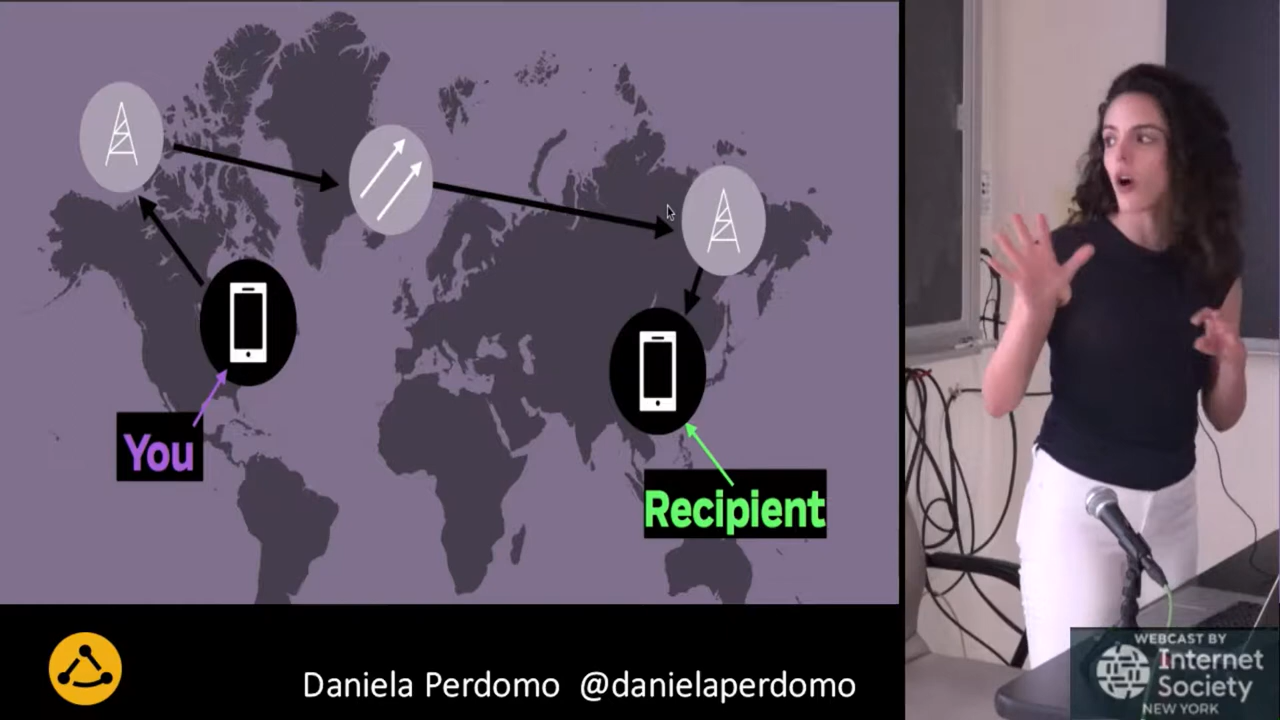 You
Recipient
Daniela Perdomo @danielaperdomo
WEBCAST BY
Internet
Society
NEW YORK